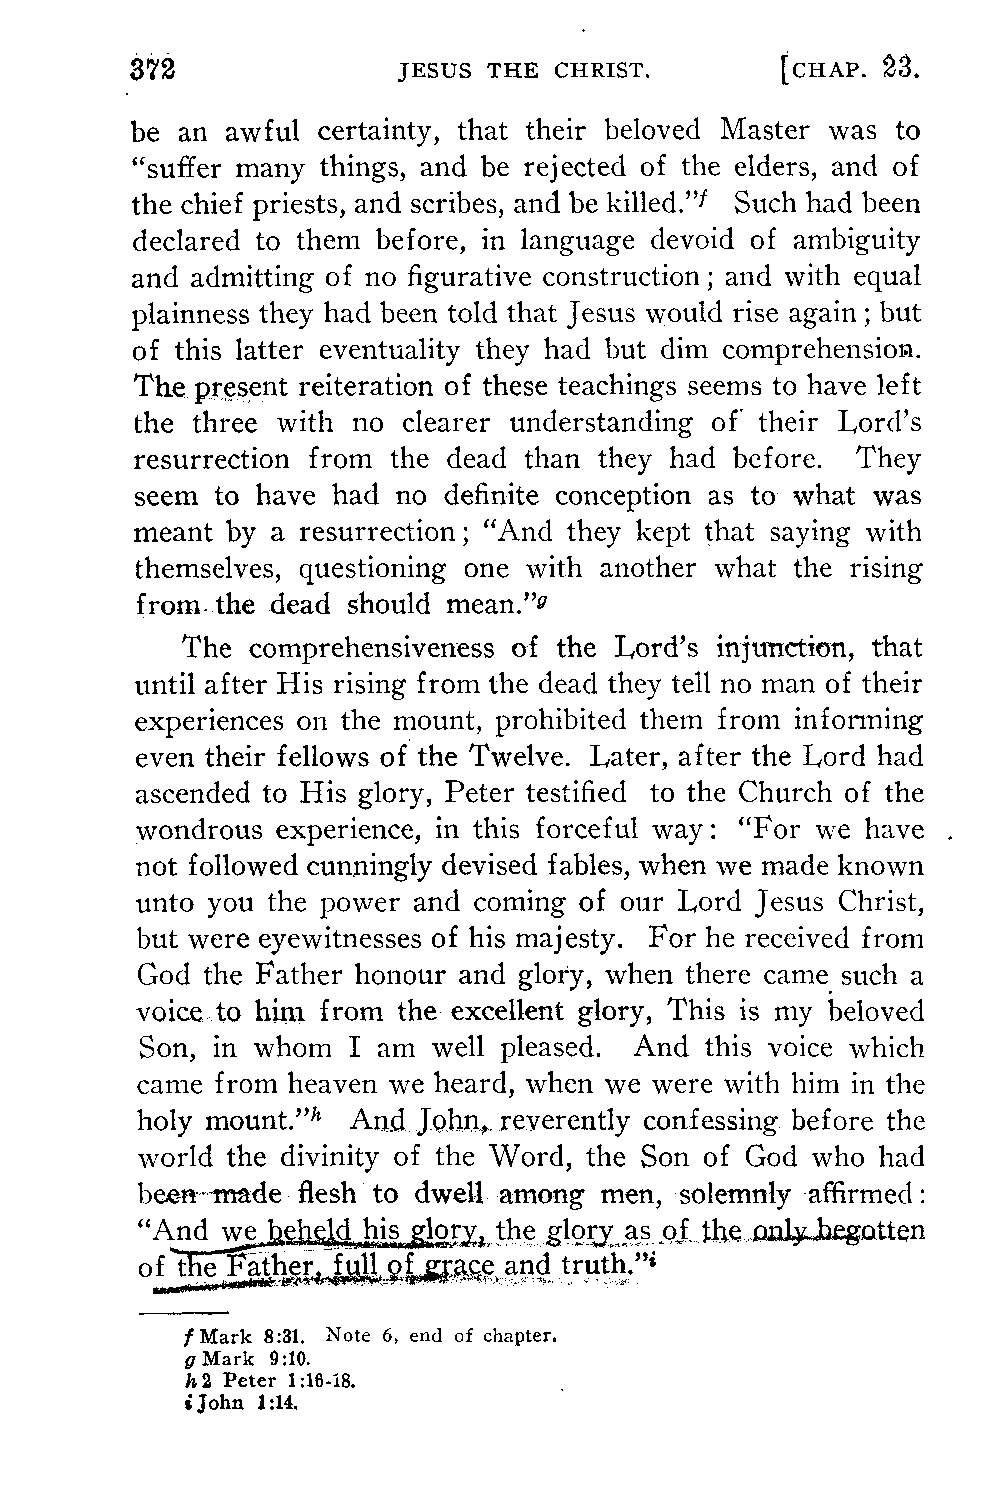 372 JESUS THE CHRIST. [CHAP. 23.
be an awful certainty, that their beloved Master was to
“suffer many things, and be rejected of the elders, and of
the chief priests, and scribes, and be killed.”f Such had been
declared to them before, in language devoid of ambiguity
and admitting of no figurative construction; and with equal
plainness they had been told that Jesus would rise again; but
of this latter eventuality they had but dim comprehension.
The present reiteration of these teachings seems to have left
the three with no clearer understanding of their Lord’s
resurrection from the dead than they had before. They
seem to have had no definite conception as to what was
meant by a resurrection; “And they kept that saying with
themselves, questioning one with another what the rising
from the dead should mean.”g
The comprehensiveness of the Lord’s injunction, that
until after His rising from the dead they tell no man of their
experiences on the mount, prohibited them from informing
even their fellows of the Twelve. Later, after the Lord had
ascended to His glory, Peter testified to the Church of the
wondrous experience, in this forceful way: “For we have
not followed cunningly devised fables, when we made known
unto you the power and coming of our Lord Jesus Christ,
but were eyewitnesses of his majesty. For he received from
God the Father honour and glory, when there came such a
voice to him from the excellent glory, This is my beloved
Son, in whom I am well pleased. And this voice which
came from heaven we heard, when we were with him in the
holy mount.”h And John, reverently confessing before the
world the divinity of the Word, the Son of God who had
been made flesh to dwell among men, solemnly affirmed:
“And we beheld his glory, the glory as of the only begotten
of the Father, full of grace and truth.”i
f Mark 8:31. Note 6, end of chapter.
g Mark 9:10.
h 2 Peter 1:16-18.
i John 1:14.